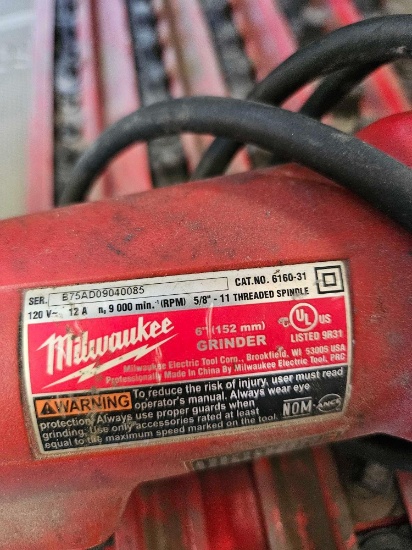 SER. B75AD09040085 CAT.NO. 6160-31
120 V~ 12 A n₀ 9 000 min.⁻¹(RPM) 5/8" - 11 THREADED SPINDLE
Milwaukee
6" (152 mm)
GRINDER
UL US
LISTED 9R31
Milwaukee Electric Tool Corp., Brookfield, WI 53005 USA
Professionally Made in China By Milwaukee Electric Tool, PRC
WARNING To reduce the risk of injury, user must read
operator's manual. Always wear eye
protection. Always use proper guards when
grinding. Use accessories rated at least
equal to the maximum speed marked on the tool.
NOM-ANCE